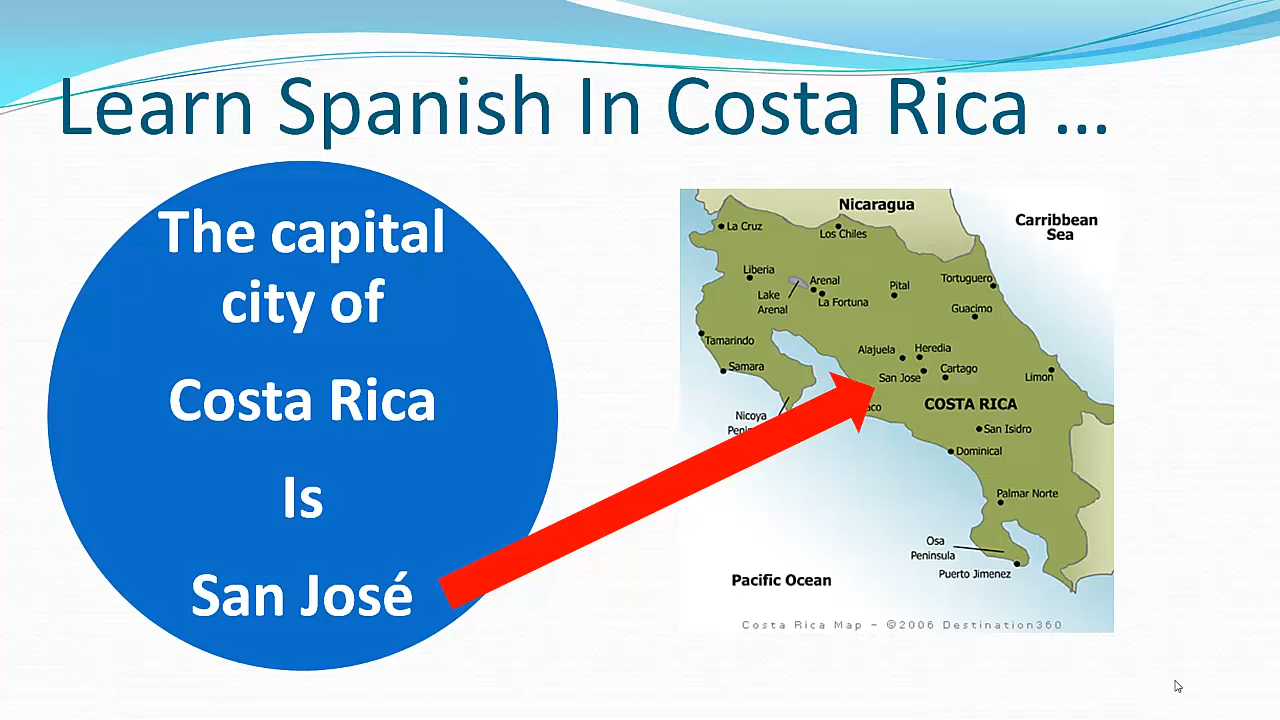 Learn Spanish In Costa Rica ...
The capital
city of
Costa Rica
Is
San José
Nicaragua
Carribbean
Sea
La Cruz
Los Chiles
Liberia
Arenal
Lake
Arenal
La Fortuna
Pital
Tortuguero
Guacimo
Tamarindo
Alajuela
Heredia
Samara
San Jose
Cartago
Limon
COSTA RICA
Nicoya
San Isidro
Dominical
Palmar Norte
Osa
Peninsula
Puerto Jimenez
Pacific Ocean
Costa Rica Map – ©2006 Destination360